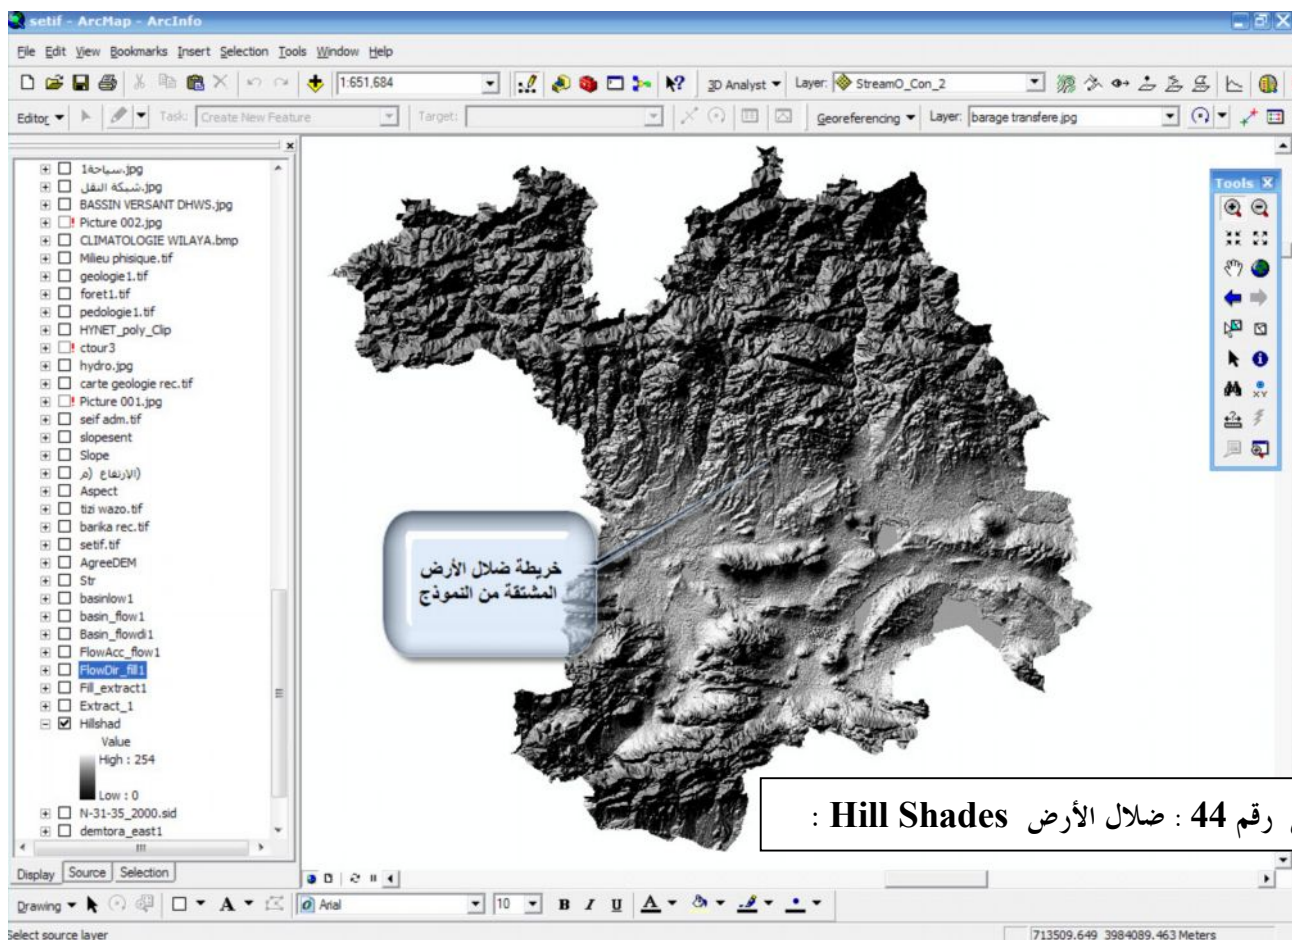 setif - ArcMap - ArcInfo
File Edit View Bookmarks Insert Selection Tools Window Help
1:651,684 3D Analyst Layer: StreamO_Con_2
Editor Task: Create New Feature Target: Georeferencing Layer: barage transfere.jpg
سياحة1.jpg
شبكة النقل.jpg
BASSIN VERSANT DHWS.jpg
Picture 002.jpg
CLIMATOLOGIE WILAYA.bmp
Milieu phisique.tif
geologie1.tif
foret1.tif
pedologie1.tif
HYNET_poly_Clip
ctour3
hydro.jpg
carte geologie rec.tif
Picture 001.jpg
seif adm.tif
slopesent
Slope
(الارتفاع (م
Aspect
tizi wazo.tif
barika rec.tif
setif.tif
AgreeDEM
Str
basinlow1
basin_flow1
Basin_flowdi1
FlowAcc_flow1
FlowDir_fill1
Fill_extract1
Extract_1
Hillshad
Value
High : 254
Low : 0
N-31-35_2000.sid
demtora_east1
Display Source Selection
Tools
XY
خريطة ضلال الأرض
المشتقة من النموذج
رقم 44 : ضلال الأرض Hill Shades :
Drawing A Arial 10 B I U A
Select source layer 713509.649 3984089.463 Meters